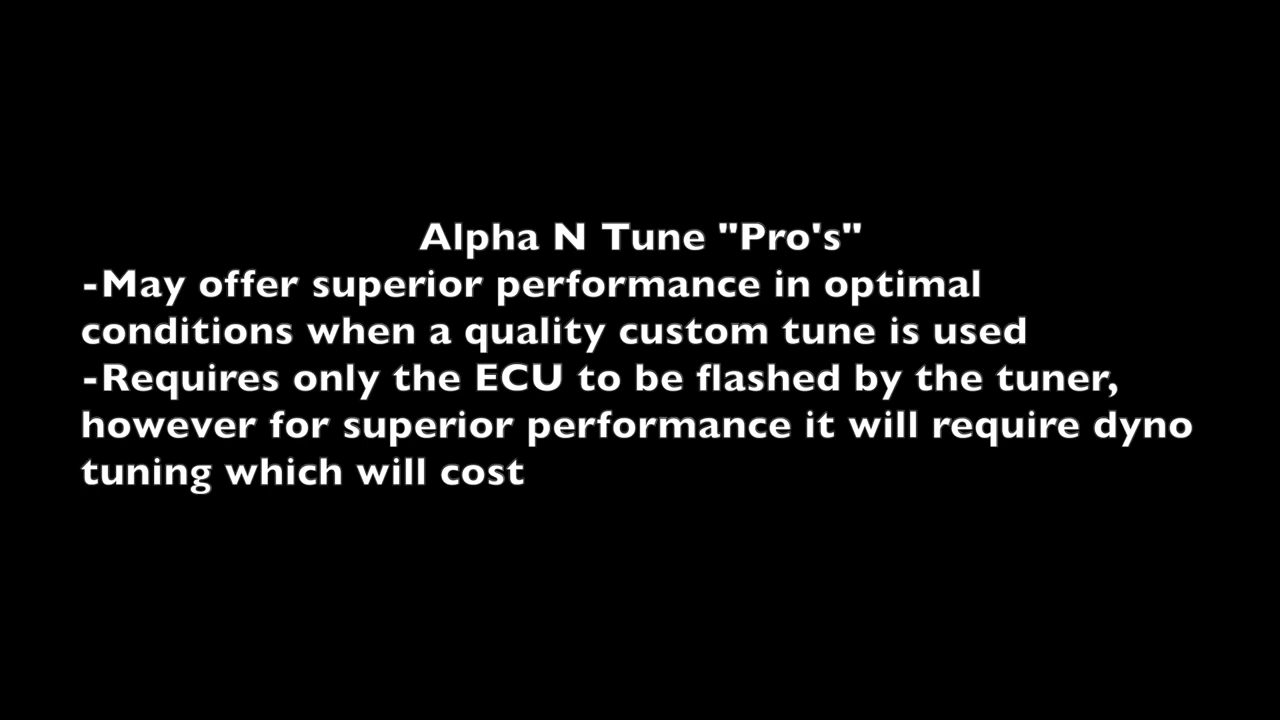 Alpha N Tune "Pro's"
-May offer superior performance in optimal
conditions when a quality custom tune is used
-Requires only the ECU to be flashed by the tuner,
however for superior performance it will require dyno
tuning which will cost